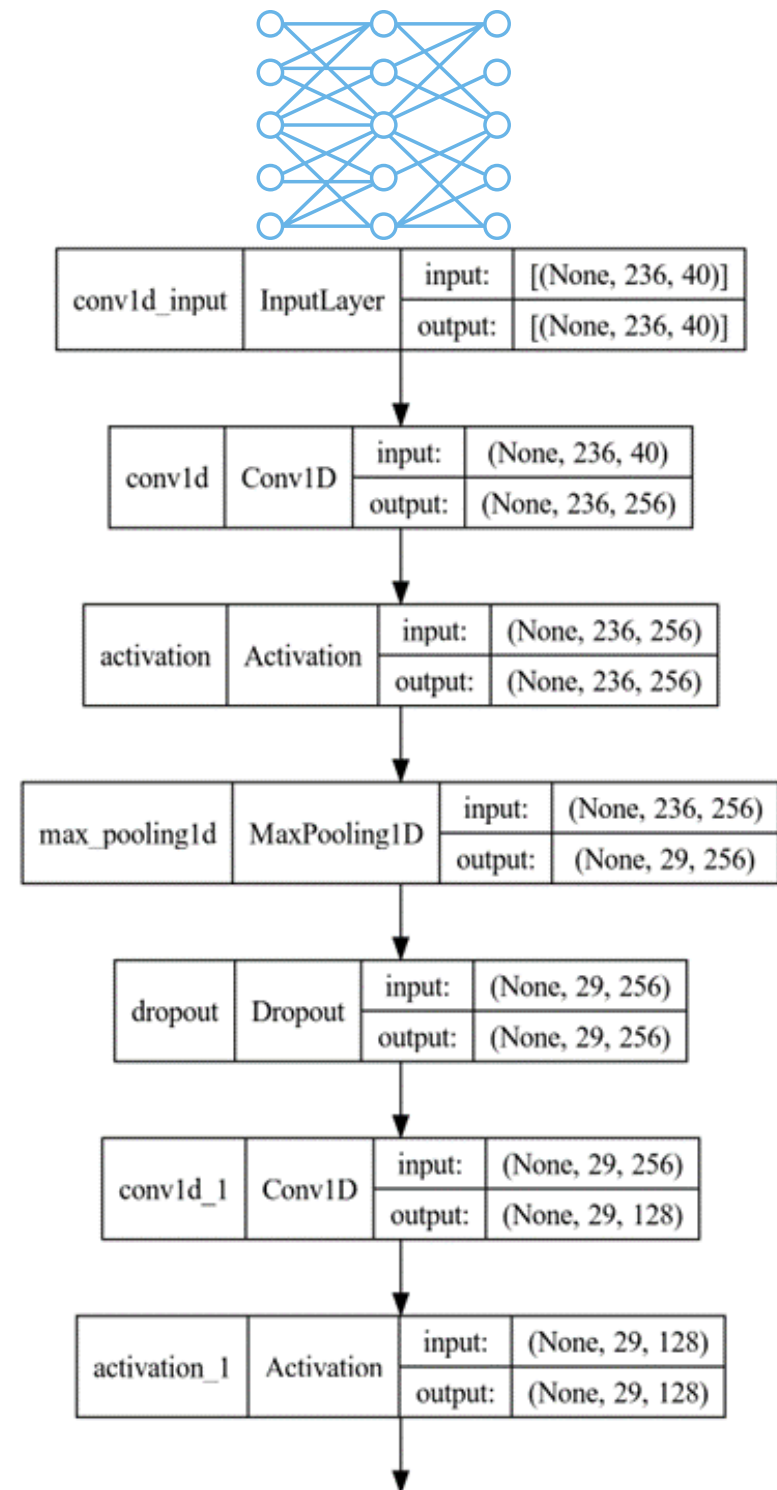 conv1d_input InputLayer input: [(None, 236, 40)]
output: [(None, 236, 40)]
conv1d Conv1D input: (None, 236, 40)
output: (None, 236, 256)
activation Activation input: (None, 236, 256)
output: (None, 236, 256)
max_pooling1d MaxPooling1D input: (None, 236, 256)
output: (None, 29, 256)
dropout Dropout input: (None, 29, 256)
output: (None, 29, 256)
conv1d_1 Conv1D input: (None, 29, 256)
output: (None, 29, 128)
activation_1 Activation input: (None, 29, 128)
output: (None, 29, 128)